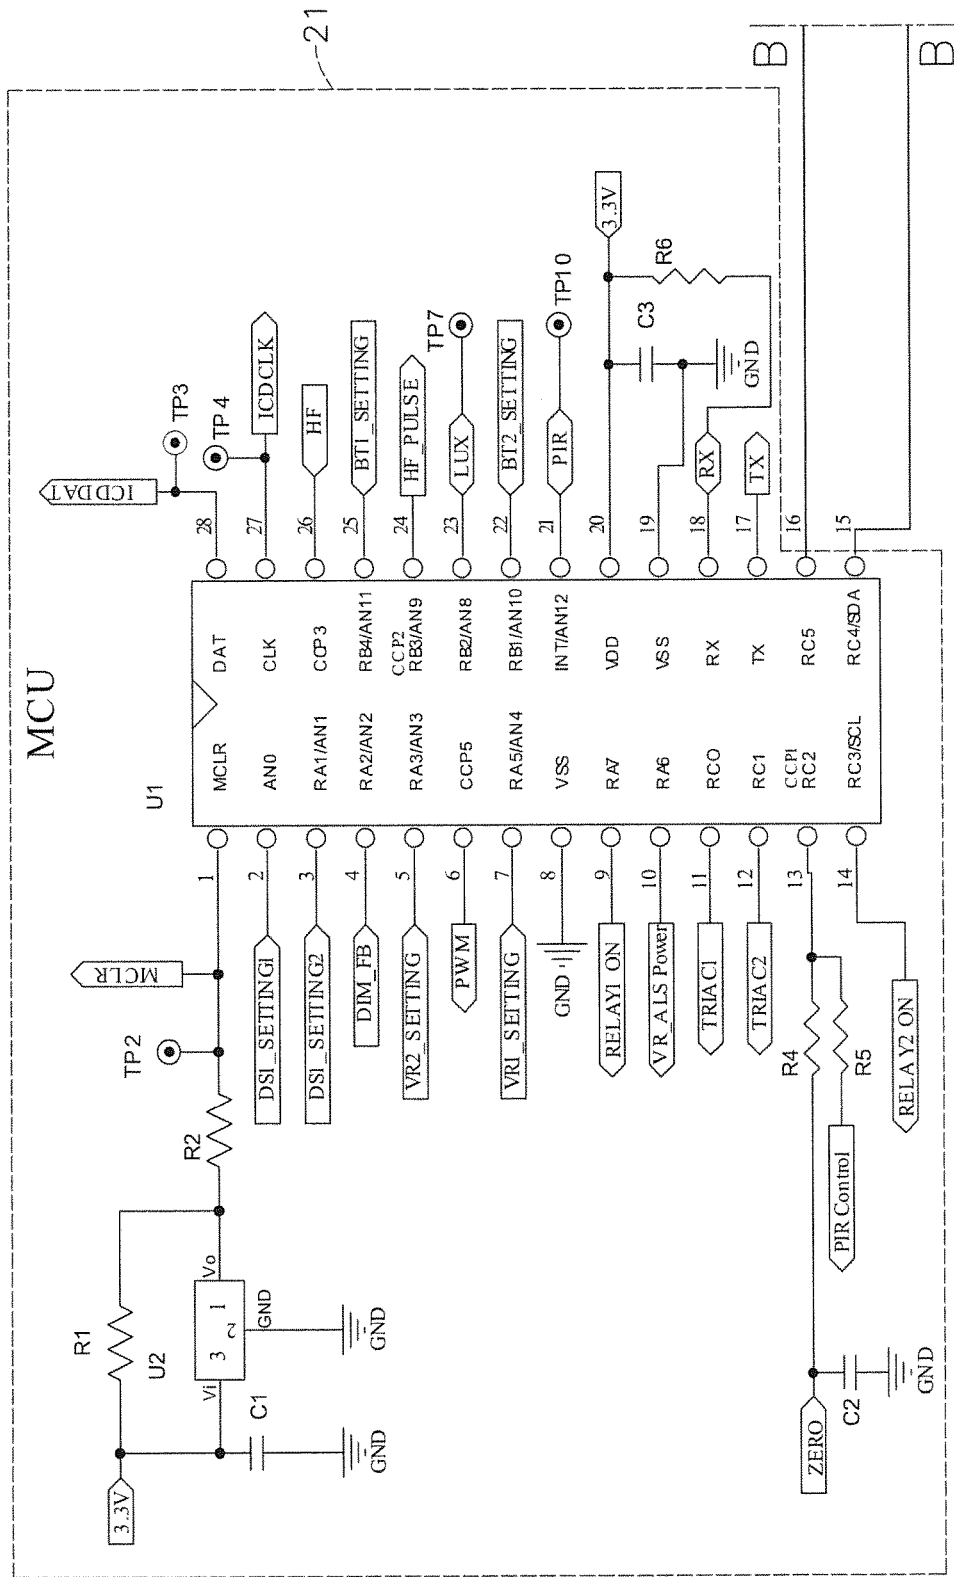 MCU
21
3.3V
R1
U2
Vi
3
2
1
Vo
GND
C1
GND
GND
R2
TP2
MCLR
U1
1
MCLR
DSI_SETTING1
2
AN0
DSI_SETTING2
3
RA1/AN1
DIM_FB
4
RA2/AN2
VR2_SETTING
5
RA3/AN3
PWM
6
CCP5
VR1_SETTING
7
RA5/AN4
GND
8
VSS
RELAY1 ON
9
RA7
VR_ALS Power
10
RA6
TRIAC1
11
RCO
TRIAC2
12
RC1
13
CCP1
RC2
14
RC3/SCL
ZERO
C2
GND
R4
R5
PIR Control
RELAY2 ON
DAT
28
ICDDAT
TP3
CLK
27
TP4
ICDCLK
CCP3
26
HF
RB4/AN11
25
BT1_SETTING
CCP2
RB3/AN9
24
HF_PULSE
RB2/AN8
23
LUX
TP7
RB1/AN10
22
BT2_SETTING
INT/AN12
21
PIR
TP10
VDD
20
3.3V
VSS
19
C3
GND
R6
RX
18
RX
TX
17
TX
RC5
16
B
RC4/SDA
15
B